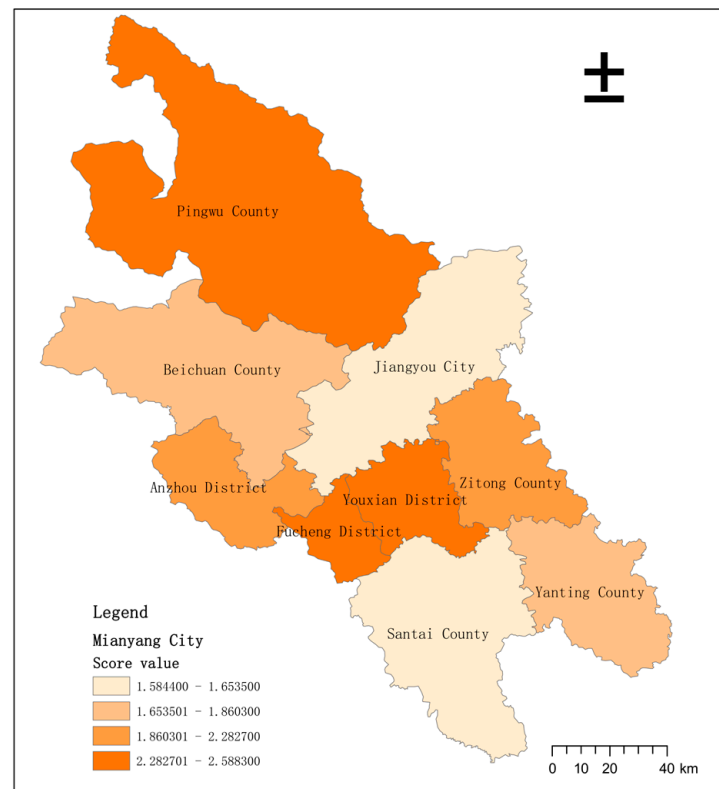 Pingwu County
Beichuan County
Jiangyou City
Anzhou District
Zitong County
Youxian District
Fucheng District
Yanting County
Santai County
Legend
Mianyang City
Score value
1.584400 - 1.653500
1.653501 - 1.860300
1.860301 - 2.282700
2.282701 - 2.588300
0 10 20 40 km